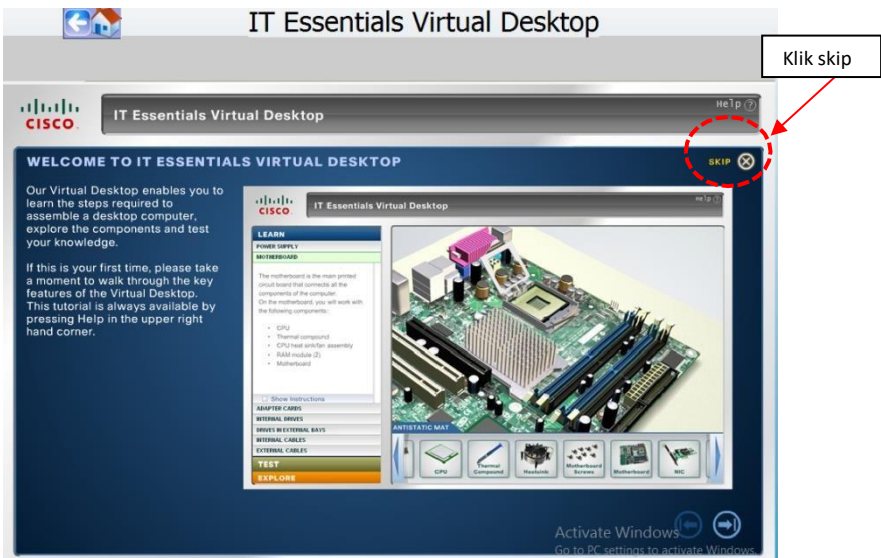 IT Essentials Virtual Desktop
Klik skip
CISCO
IT Essentials Virtual Desktop
Help ?
WELCOME TO IT ESSENTIALS VIRTUAL DESKTOP
SKIP
Our Virtual Desktop enables you to
learn the steps required to
assemble a desktop computer,
explore the components and test
your knowledge.
If this is your first time, please take
a moment to walk through the key
features of the Virtual Desktop.
This tutorial is always available by
pressing Help in the upper right
hand corner.
CISCO
IT Essentials Virtual Desktop
Help ?
LEARN
POWER SUPPLY
MOTHERBOARD
The motherboard is the main printed
circuit board that connects all the
components of the computer.
On the motherboard, you will work with
the following components:
• CPU
• Thermal compound
• CPU heat sink/fan assembly
• RAM module (2)
• Motherboard
Show Instructions
ADAPTER CARDS
INTERNAL DRIVES
DRIVES IN EXTERNAL BAYS
INTERNAL CABLES
EXTERNAL CABLES
TEST
EXPLORE
ANTISTATIC MAT
CPU
Thermal
Compound
Heatsink
Motherboard
Screws
Motherboard
NIC
Activate Windows
Go to PC settings to activate Windows.